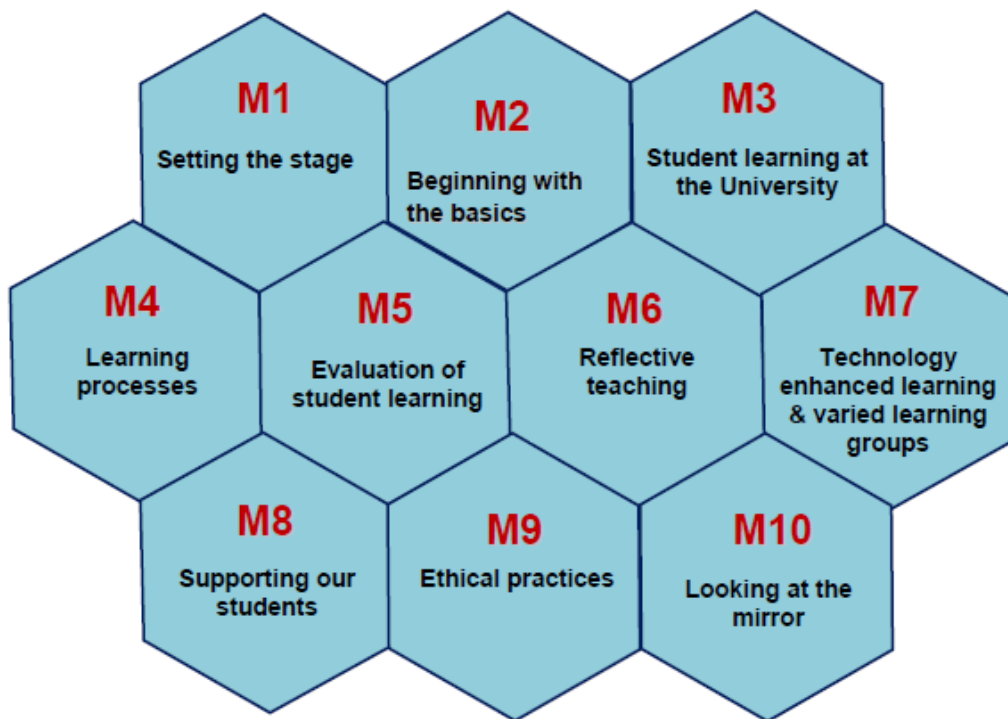 M1
Setting the stage
M2
Beginning with
the basics
M3
Student learning at
the University
M4
Learning
processes
M5
Evaluation of
student learning
M6
Reflective
teaching
M7
Technology
enhanced learning
& varied learning
groups
M8
Supporting our
students
M9
Ethical practices
M10
Looking at the
mirror